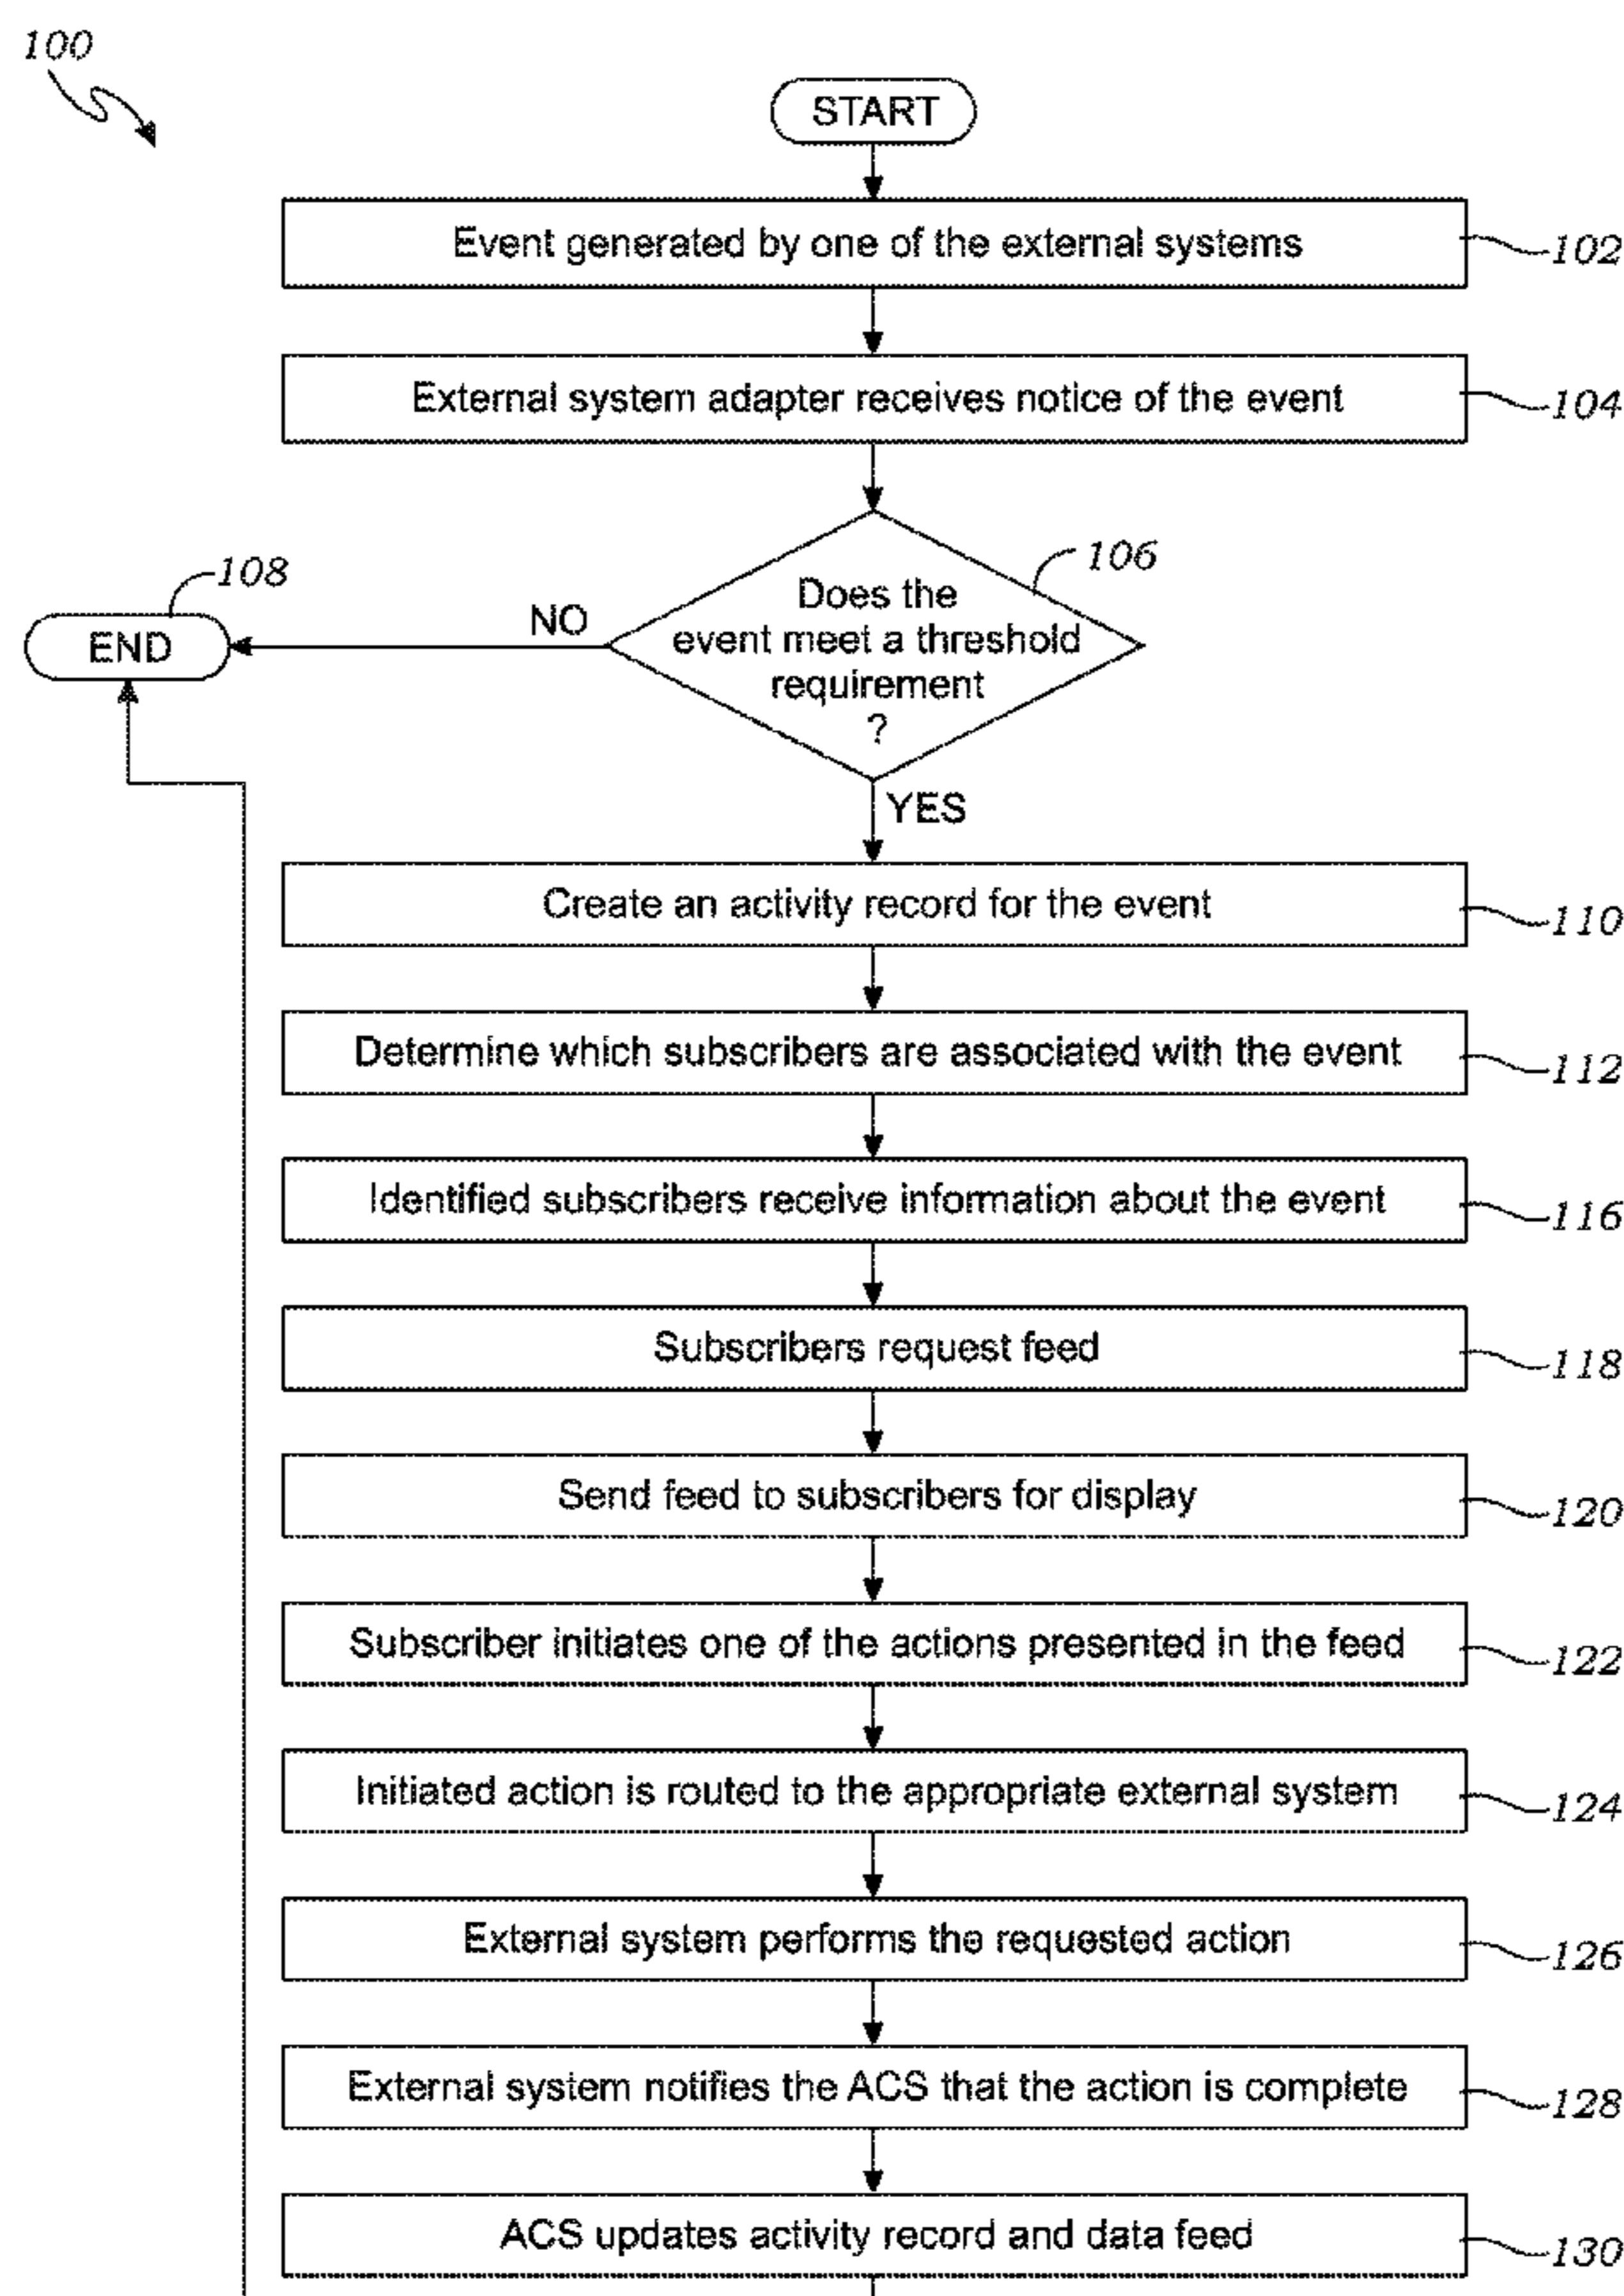 100
START
Event generated by one of the external systems
102
External system adapter receives notice of the event
104
106
108
Does the
event meet a threshold
requirement
?
NO
END
YES
Create an activity record for the event
110
Determine which subscribers are associated with the event
112
Identified subscribers receive information about the event
116
Subscribers request feed
118
Send feed to subscribers for display
120
Subscriber initiates one of the actions presented in the feed
122
Initiated action is routed to the appropriate external system
124
External system performs the requested action
126
External system notifies the ACS that the action is complete
128
ACS updates activity record and data feed
130